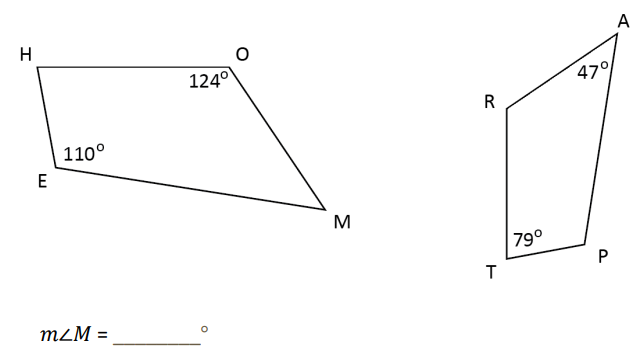 A
H
O
124°
47°
R
110°
E
79°
M
P
T
m∠M = ________°